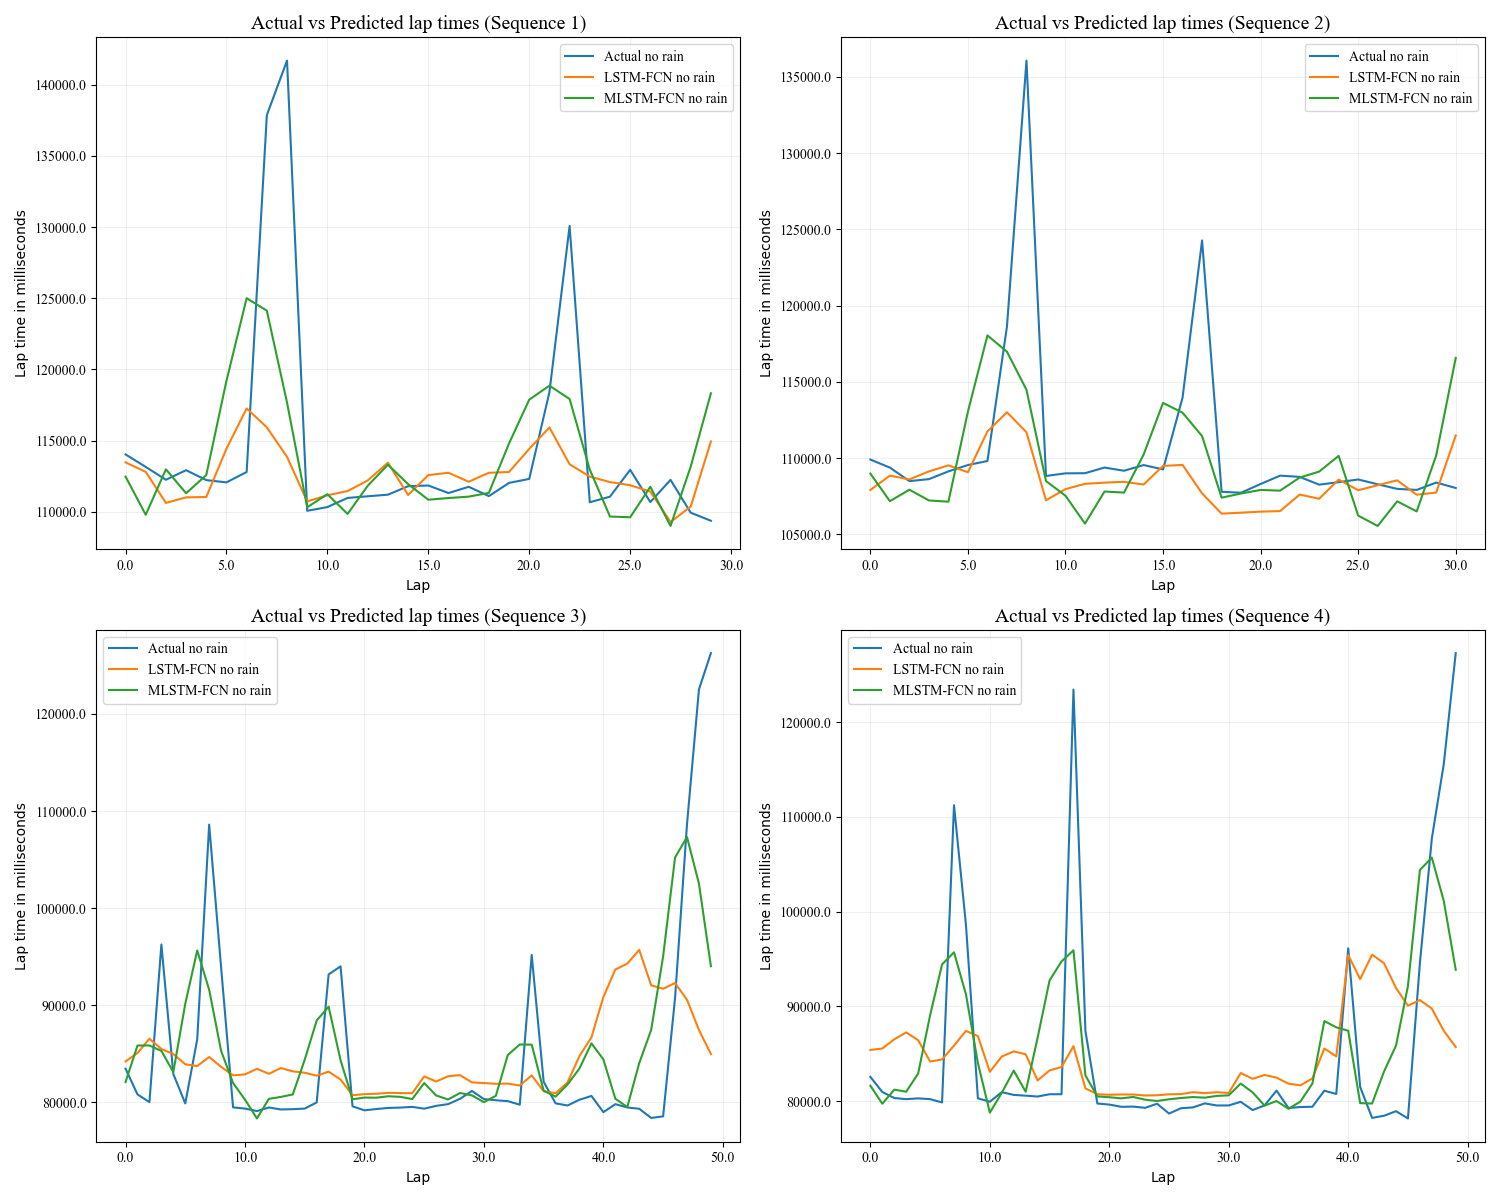 Actual vs Predicted lap times (Sequence 1)
Actual no rain
LSTM-FCN no rain
MLSTM-FCN no rain
140000.0
135000.0
130000.0
125000.0
120000.0
115000.0
110000.0
Lap time in milliseconds
0.0 5.0 10.0 15.0 20.0 25.0 30.0
Lap
Actual vs Predicted lap times (Sequence 2)
Actual no rain
LSTM-FCN no rain
MLSTM-FCN no rain
135000.0
130000.0
125000.0
120000.0
115000.0
110000.0
105000.0
Lap time in milliseconds
0.0 5.0 10.0 15.0 20.0 25.0 30.0
Lap
Actual vs Predicted lap times (Sequence 3)
Actual no rain
LSTM-FCN no rain
MLSTM-FCN no rain
120000.0
110000.0
100000.0
90000.0
80000.0
Lap time in milliseconds
0.0 10.0 20.0 30.0 40.0 50.0
Lap
Actual vs Predicted lap times (Sequence 4)
Actual no rain
LSTM-FCN no rain
MLSTM-FCN no rain
120000.0
110000.0
100000.0
90000.0
80000.0
Lap time in milliseconds
0.0 10.0 20.0 30.0 40.0 50.0
Lap